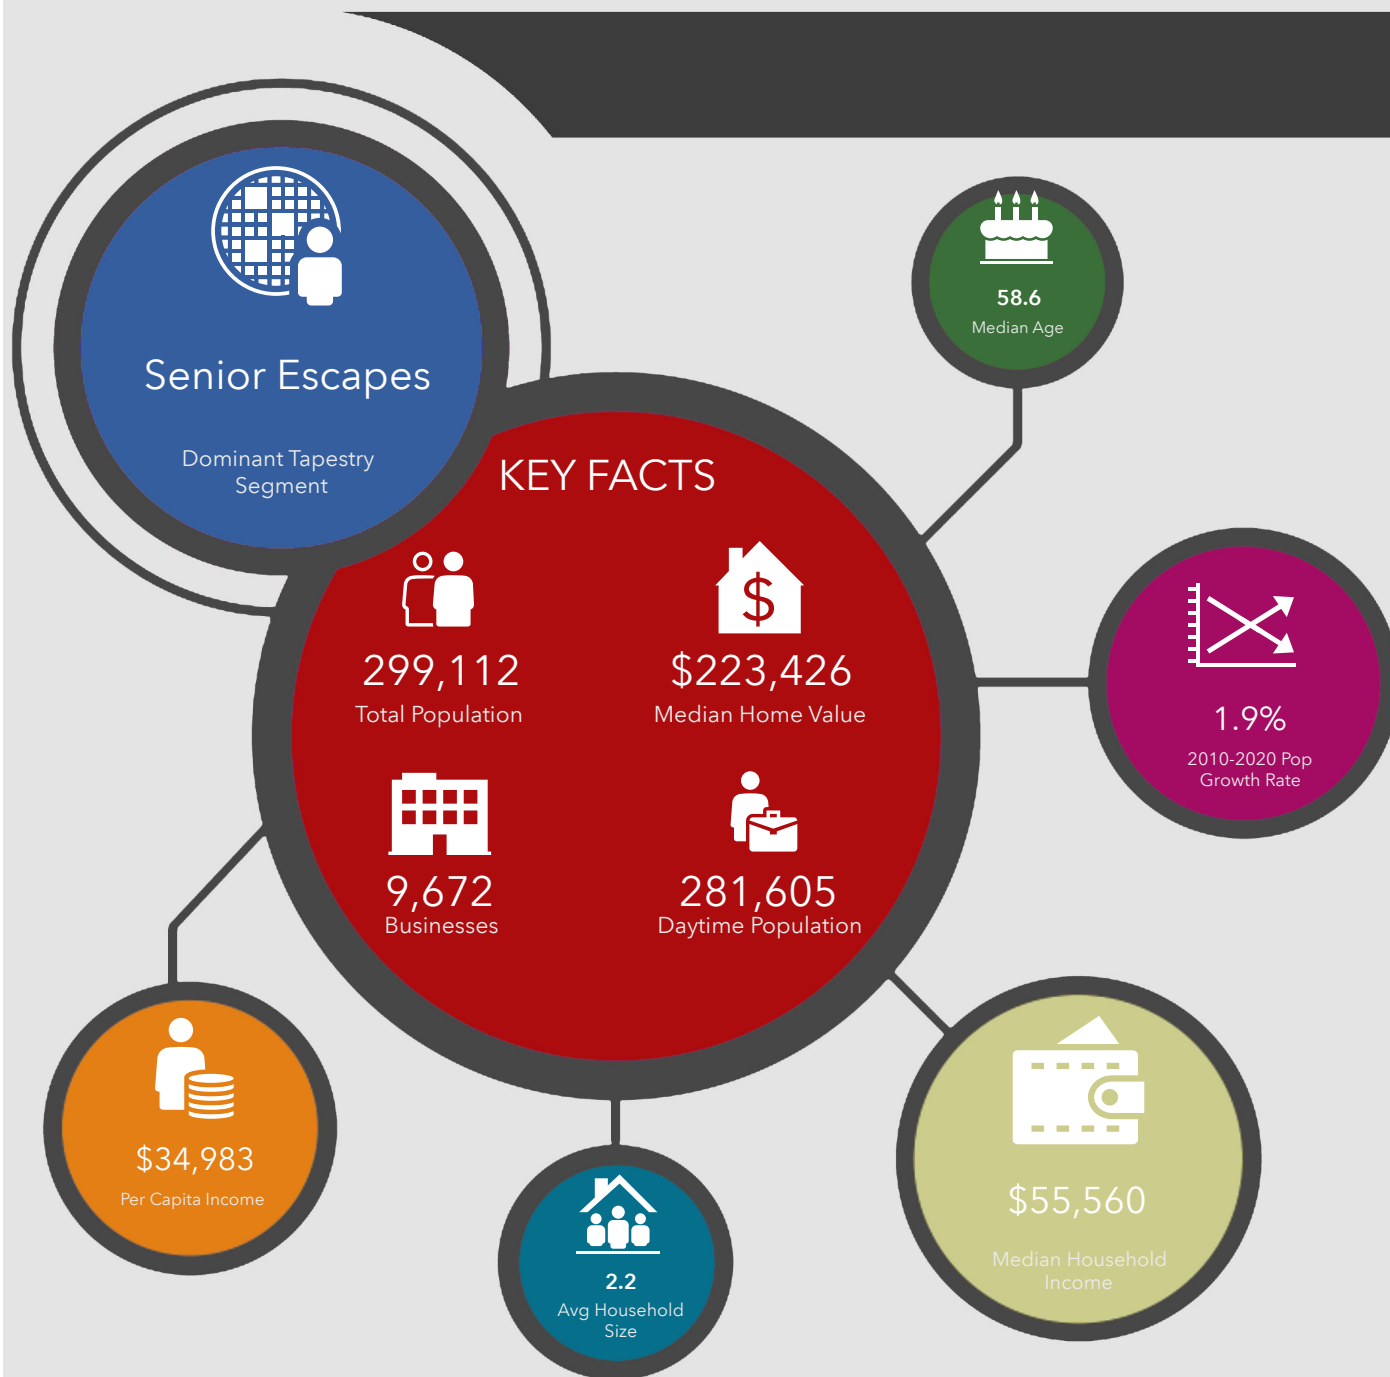 Senior Escapes
Dominant Tapestry
Segment
KEY FACTS
299,112
Total Population
$223,426
Median Home Value
9,672
Businesses
281,605
Daytime Population
58.6
Median Age
1.9%
2010-2020 Pop
Growth Rate
$34,983
Per Capita Income
2.2
Avg Household
Size
$55,560
Median Household
Income